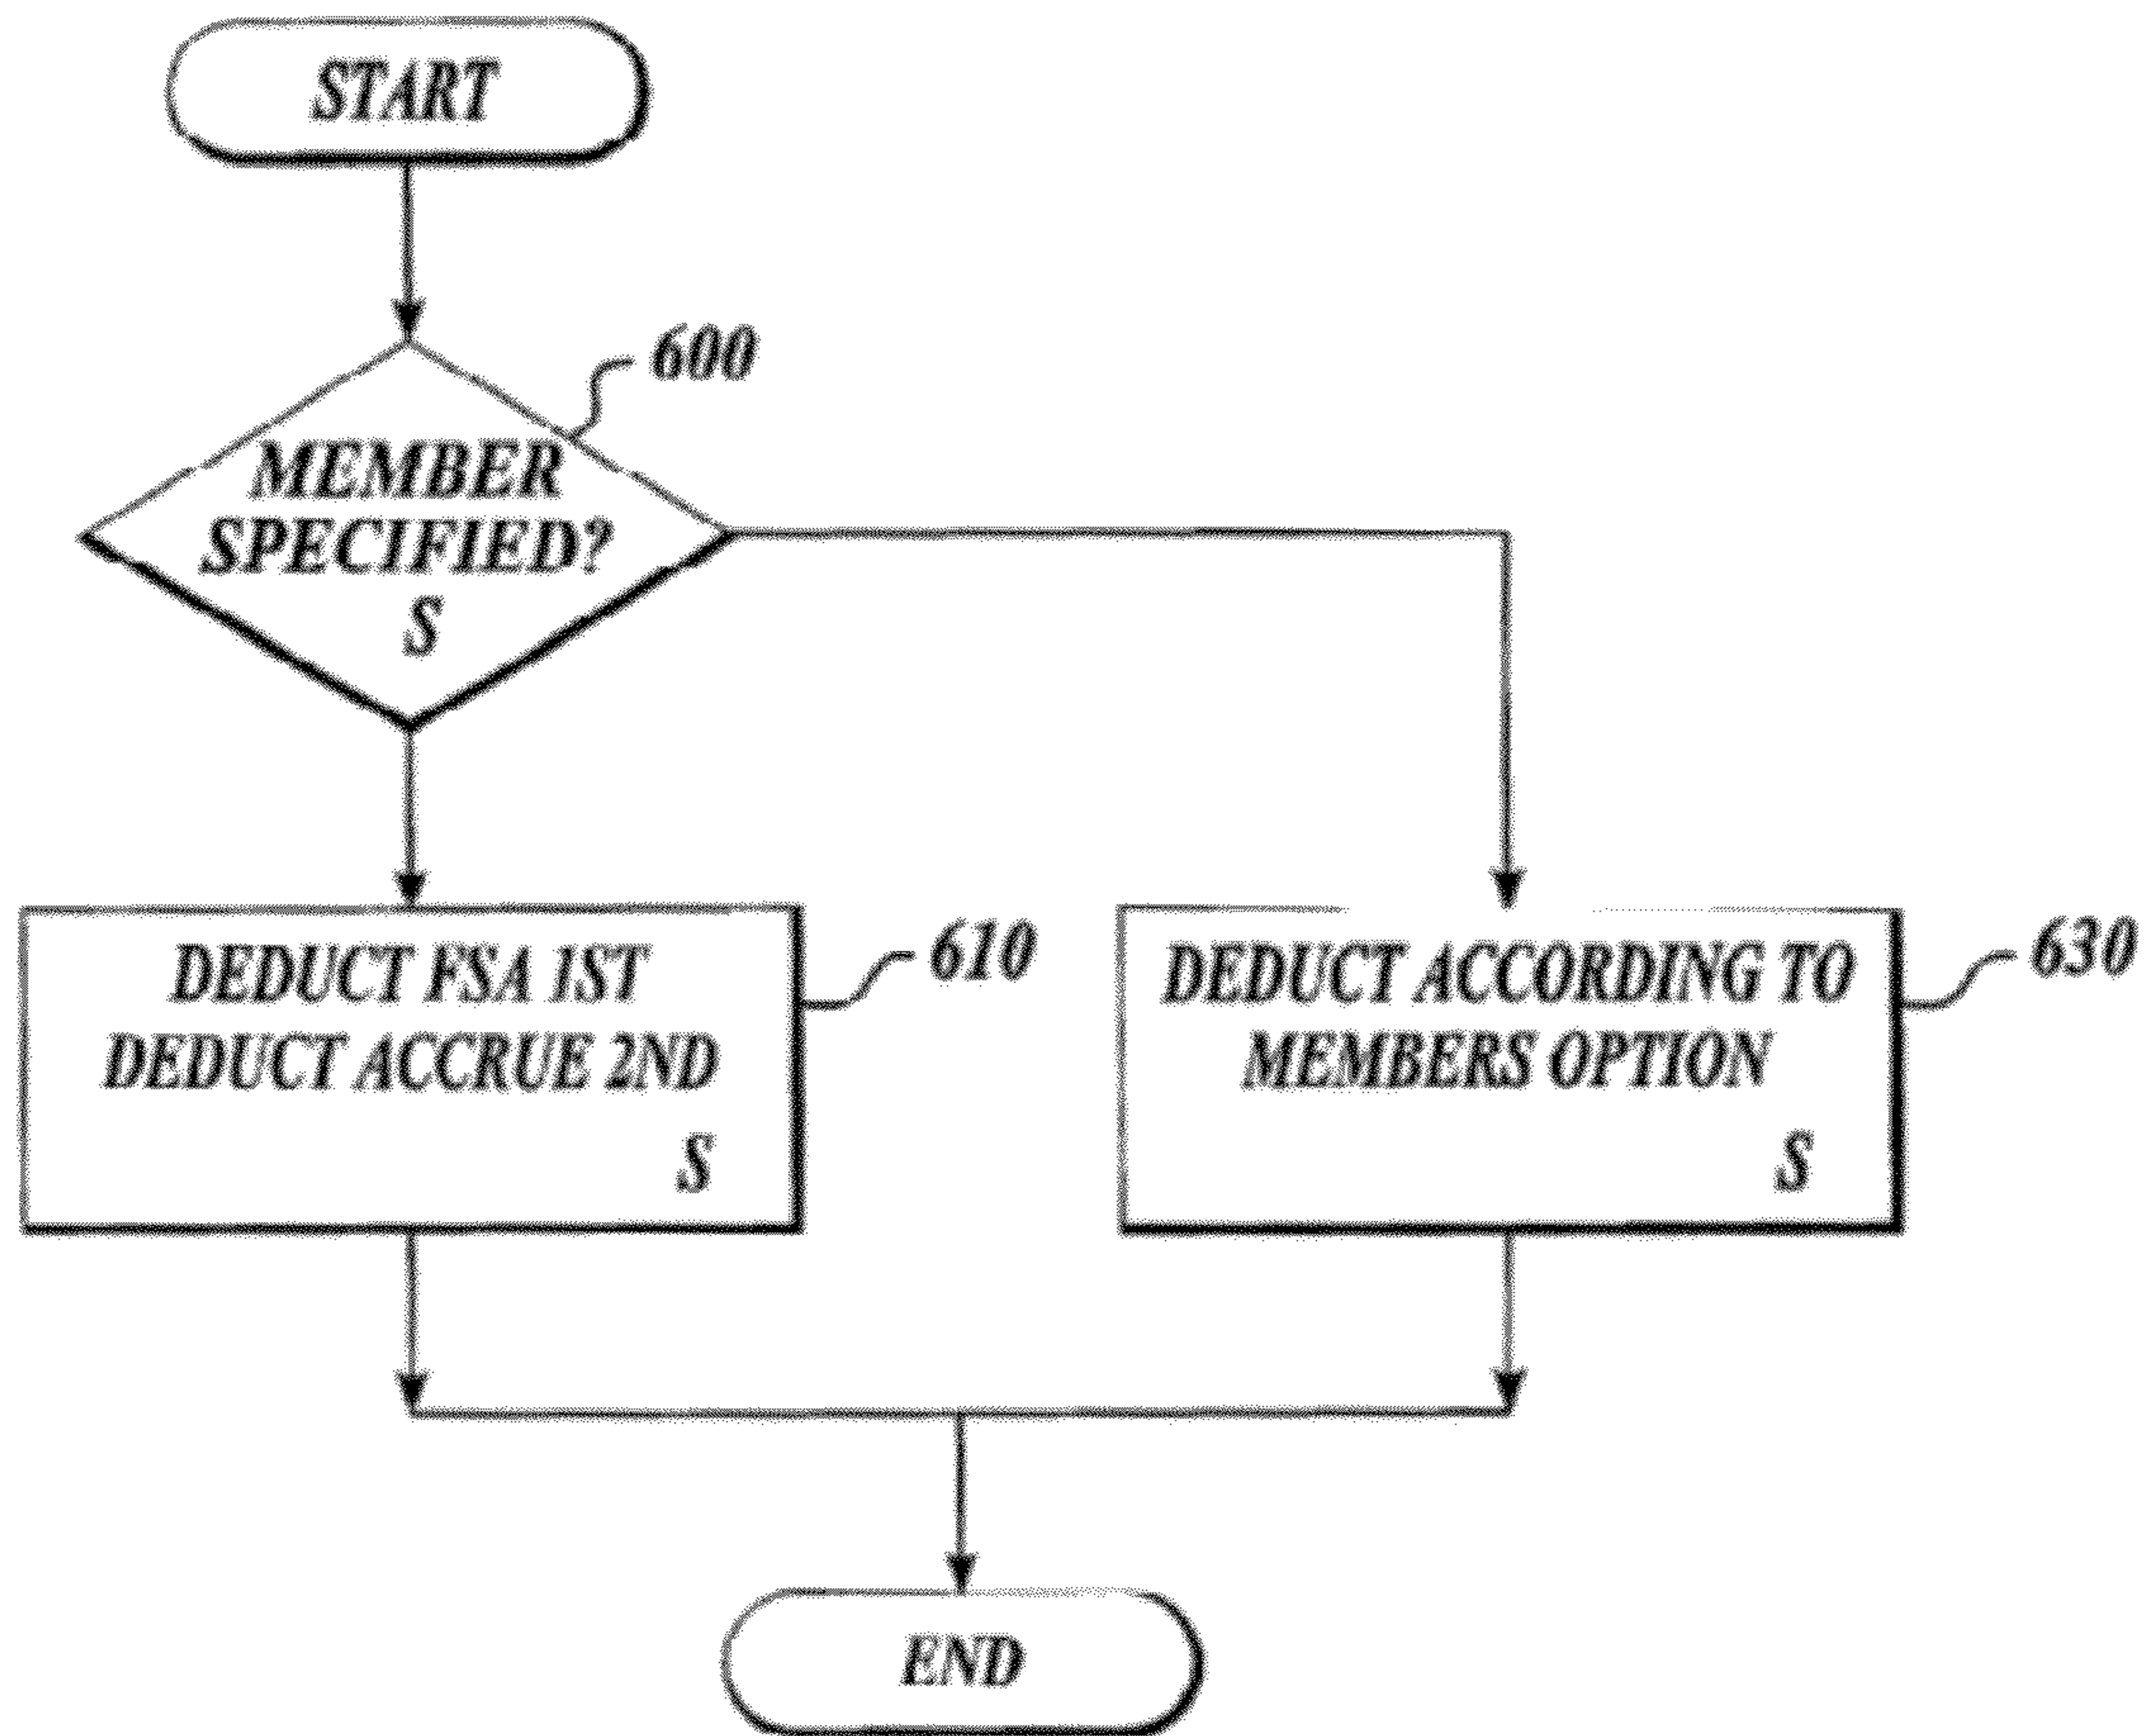 START
600
MEMBER
SPECIFIED?
S
DEDUCT FSA 1ST
DEDUCT ACCRUE 2ND
S
610
DEDUCT ACCORDING TO
MEMBERS OPTION
S
630
END